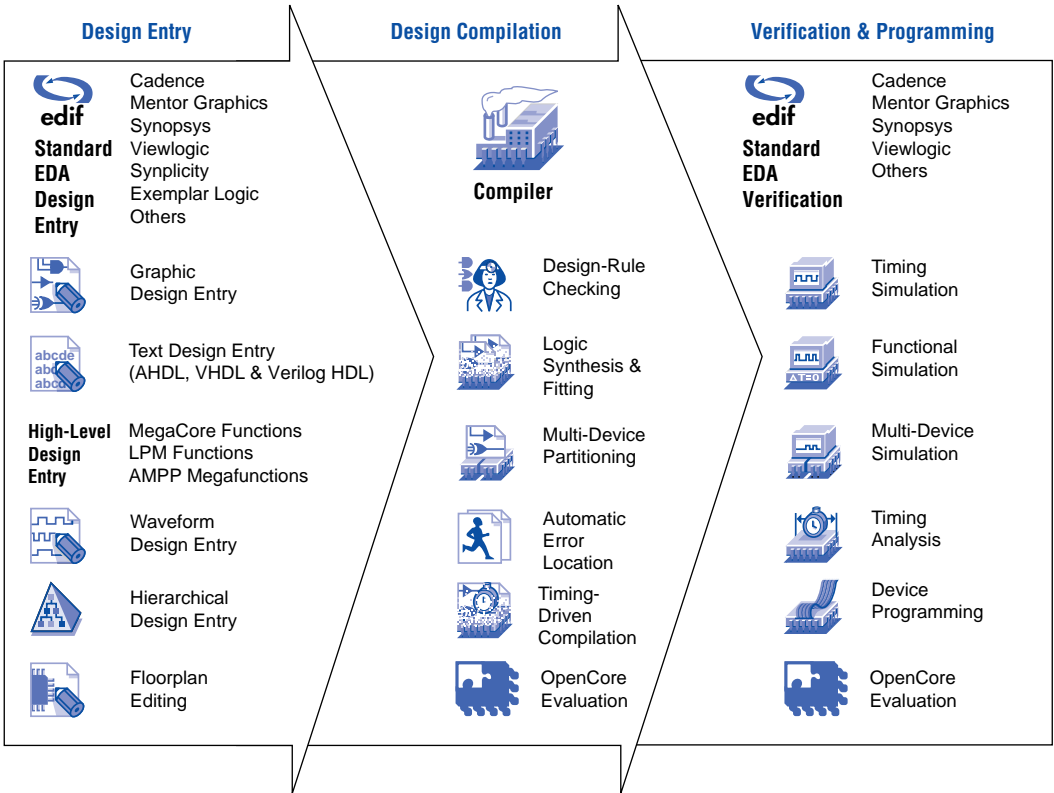 Design Entry
edif
Standard
EDA
Design
Entry
Cadence
Mentor Graphics
Synopsys
Viewlogic
Synplicity
Exemplar Logic
Others
Graphic
Design Entry
abcde
abcd
abcd
Text Design Entry
(AHDL, VHDL & Verilog HDL)
High-Level
Design
Entry
MegaCore Functions
LPM Functions
AMPP Megafunctions
Waveform
Design Entry
Hierarchical
Design Entry
Floorplan
Editing
Design Compilation
Compiler
Design-Rule
Checking
Logic
Synthesis &
Fitting
Multi-Device
Partitioning
Automatic
Error
Location
Timing-
Driven
Compilation
OpenCore
Evaluation
Verification & Programming
edif
Standard
EDA
Verification
Cadence
Mentor Graphics
Synopsys
Viewlogic
Others
Timing
Simulation
ΔT=0
Functional
Simulation
Multi-Device
Simulation
Timing
Analysis
Device
Programming
OpenCore
Evaluation